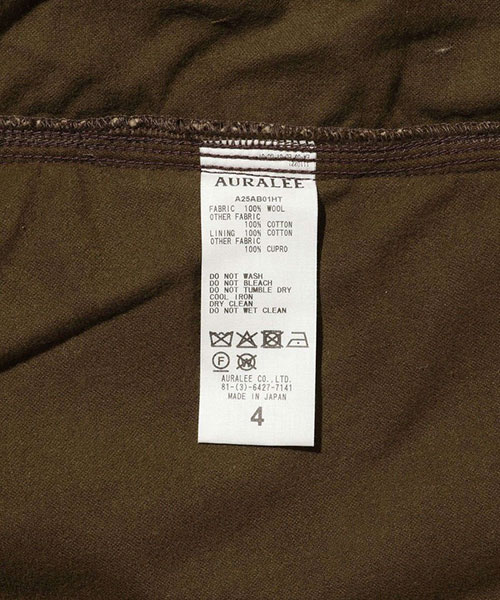 AURALEE
A25AB01HT
FABRIC 100% WOOL
OTHER FABRIC
100% COTTON
LINING 100% COTTON
OTHER FABRIC
100% CUPRO
DO NOT WASH
DO NOT BLEACH
DO NOT TUMBLE DRY
COOL IRON
DRY CLEAN
DO NOT WET CLEAN
F W
AURALEE CO.,LTD.
81-(3)-6427-7141
MADE IN JAPAN
4